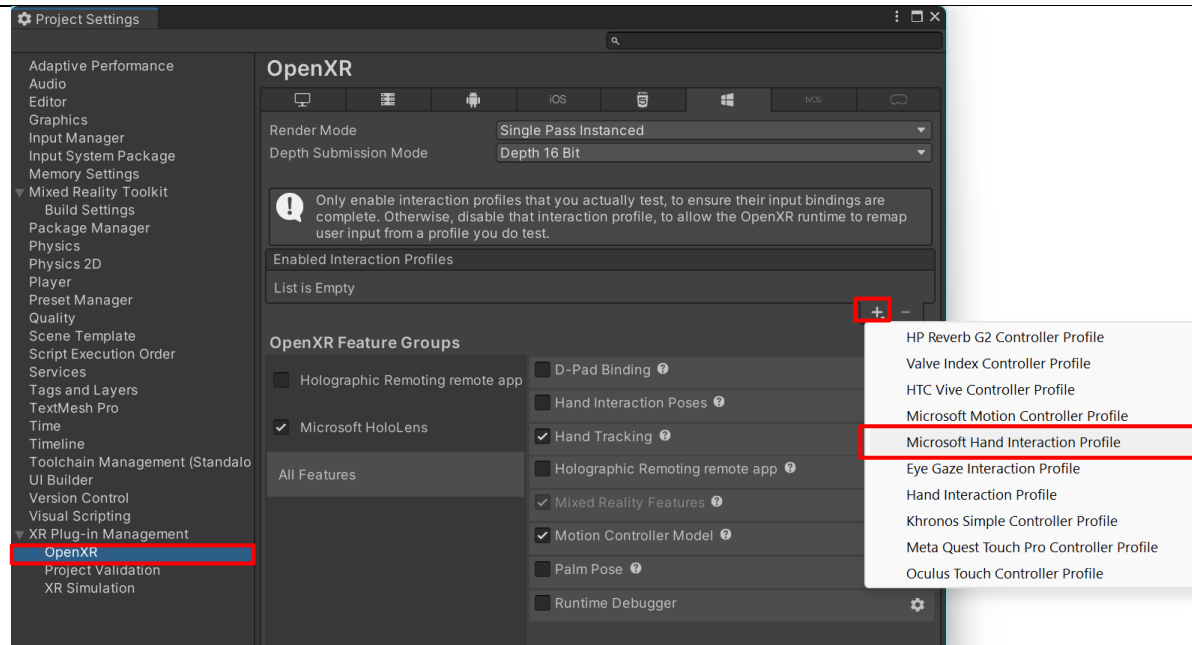 Project Settings
Adaptive Performance
Audio
Editor
Graphics
Input Manager
Input System Package
Memory Settings
Mixed Reality Toolkit
Build Settings
Package Manager
Physics
Physics 2D
Player
Preset Manager
Quality
Scene Template
Script Execution Order
Services
Tags and Layers
TextMesh Pro
Time
Timeline
Toolchain Management (Standalo
UI Builder
Version Control
Visual Scripting
XR Plug-in Management
OpenXR
Project Validation
XR Simulation
OpenXR
iOS
5
tvOS
Render Mode
Single Pass Instanced
Depth Submission Mode
Depth 16 Bit
Only enable interaction profiles that you actually test, to ensure their input bindings are
complete. Otherwise, disable that interaction profile, to allow the OpenXR runtime to remap
user input from a profile you do test.
Enabled Interaction Profiles
List is Empty
+ −
OpenXR Feature Groups
Holographic Remoting remote app
Microsoft HoloLens
All Features
D-Pad Binding ?
Hand Interaction Poses ?
Hand Tracking ?
Holographic Remoting remote app ?
Mixed Reality Features ?
Motion Controller Model ?
Palm Pose ?
Runtime Debugger
HP Reverb G2 Controller Profile
Valve Index Controller Profile
HTC Vive Controller Profile
Microsoft Motion Controller Profile
Microsoft Hand Interaction Profile
Eye Gaze Interaction Profile
Hand Interaction Profile
Khronos Simple Controller Profile
Meta Quest Touch Pro Controller Profile
Oculus Touch Controller Profile